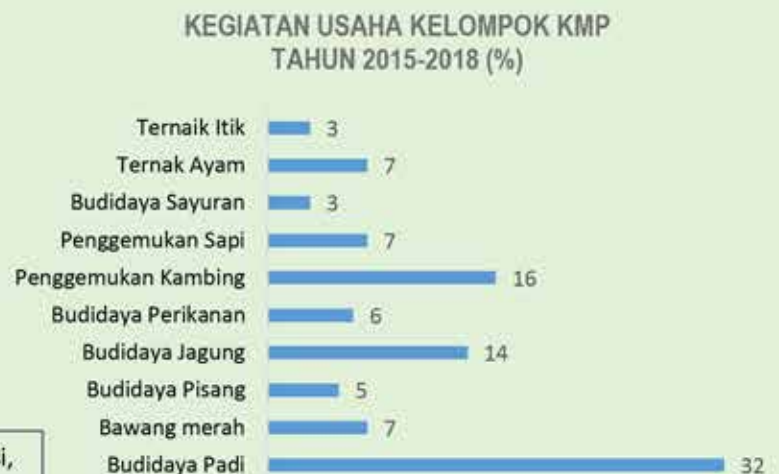 KEGIATAN USAHA KELOMPOK KMP
TAHUN 2015-2018 (%)
Ternaik Itik 3
Ternak Ayam 7
Budidaya Sayuran 3
Penggemukan Sapi 7
Penggemukan Kambing 16
Budidaya Perikanan 6
Budidaya Jagung 14
Budidaya Pisang 5
Bawang merah 7
Budidaya Padi 32